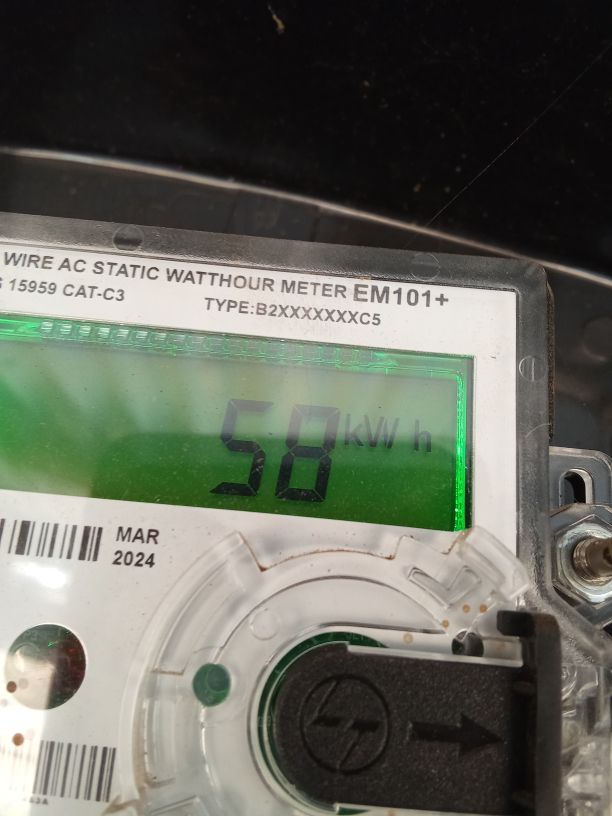 WIRE AC STATIC WATTHOUR METER EM101+
15959 CAT-C3
TYPE:B2XXXXXXXC5
58 kWh
MAR
2024